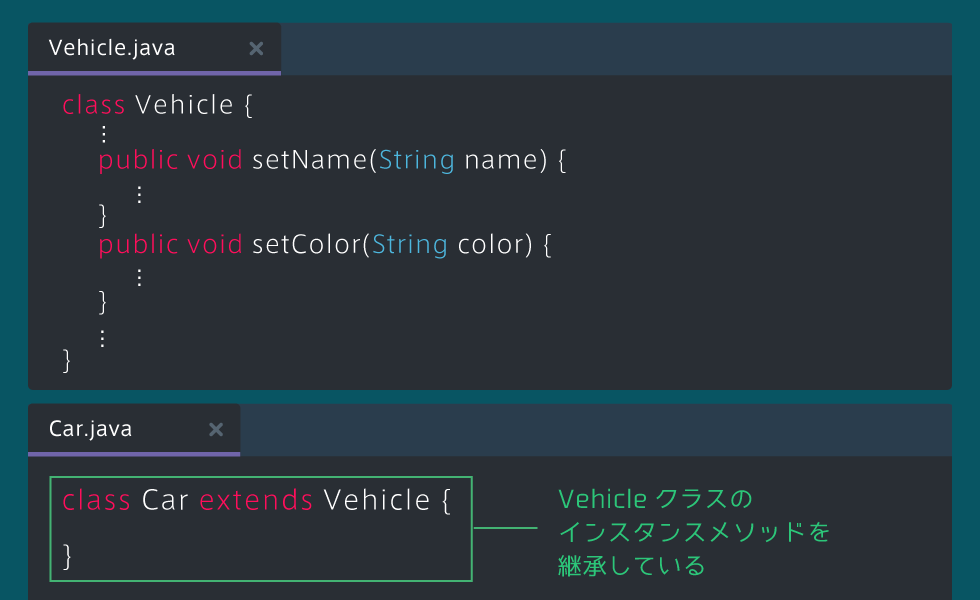 Vehicle.java ×
class Vehicle {
⋮
public void setName(String name) {
⋮
}
public void setColor(String color) {
⋮
}
⋮
}
Car.java ×
class Car extends Vehicle {
}
Vehicle クラスの
インスタンスメソッドを
継承している